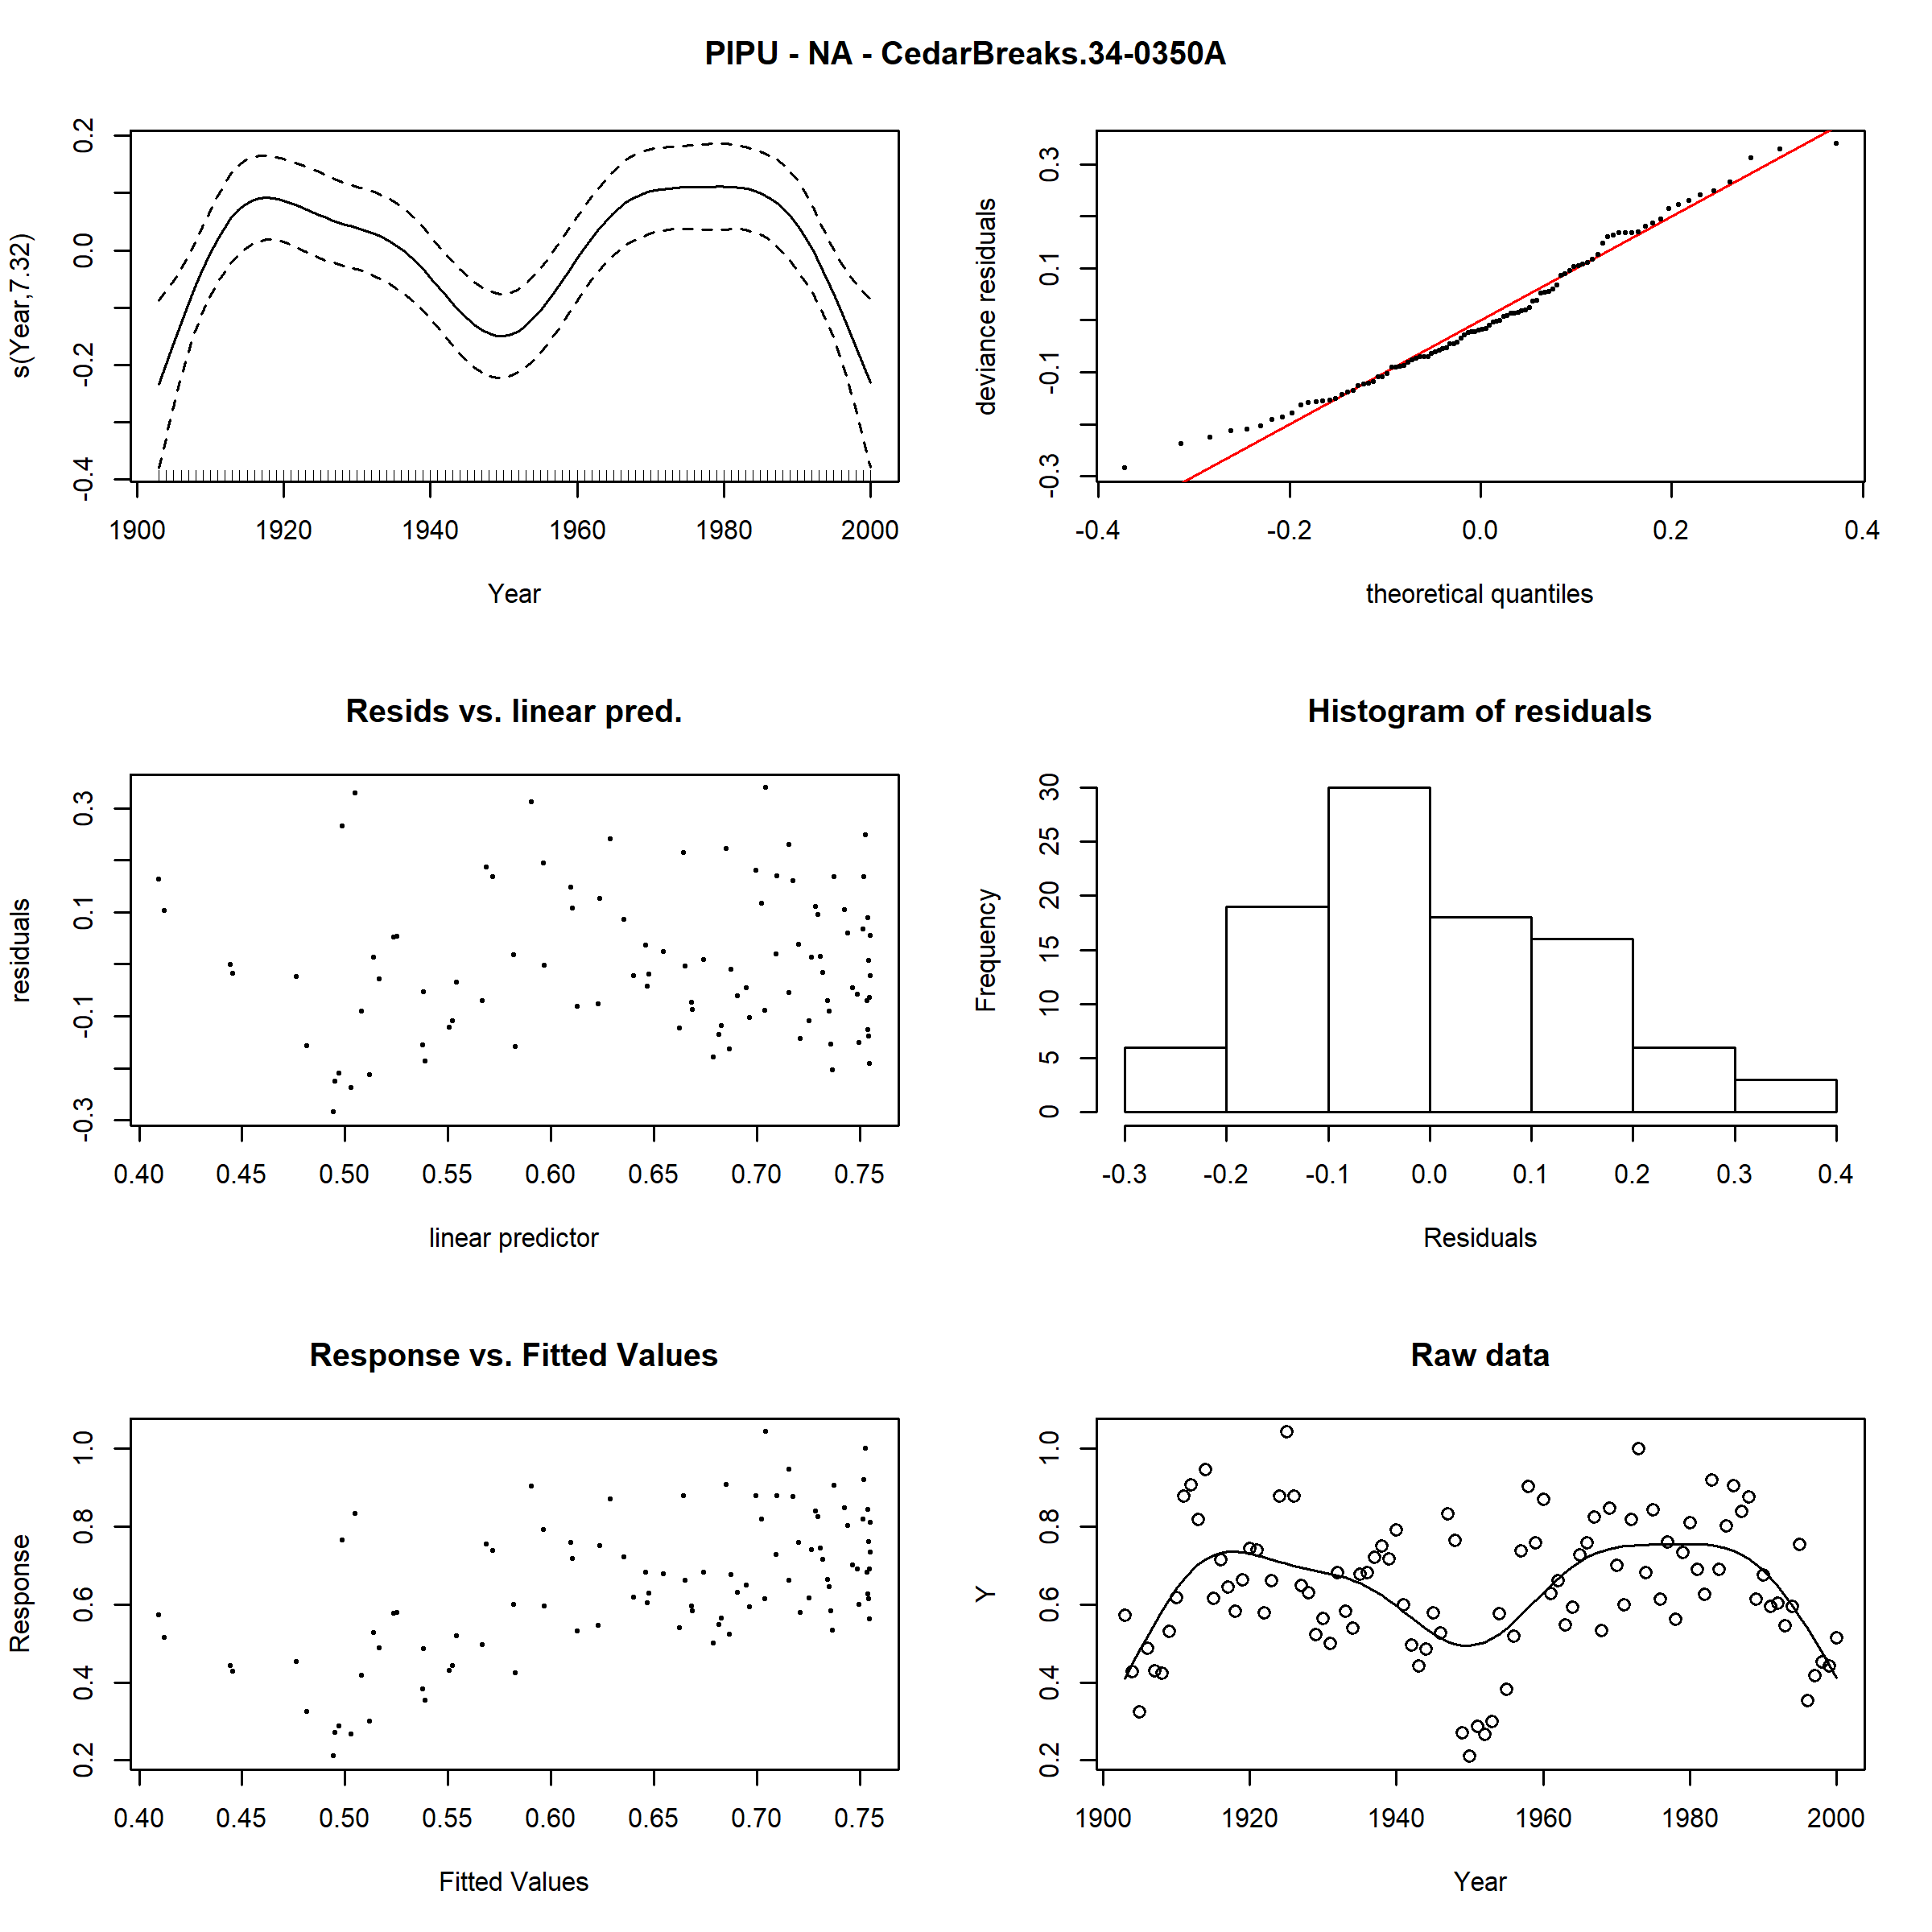 PIPU - NA - CedarBreaks.34-0350A
s(Year,7.32)
0.2
0.0
-0.2
-0.4
1900 1920 1940 1960 1980 2000
Year
deviance residuals
0.3
0.1
-0.1
-0.3
-0.4 -0.2 0.0 0.2 0.4
theoretical quantiles
Resids vs. linear pred.
residuals
0.3
0.1
-0.1
-0.3
0.40 0.45 0.50 0.55 0.60 0.65 0.70 0.75
linear predictor
Histogram of residuals
Frequency
30
25
20
15
10
5
0
-0.3 -0.2 -0.1 0.0 0.1 0.2 0.3 0.4
Residuals
Response vs. Fitted Values
Response
1.0
0.8
0.6
0.4
0.2
0.40 0.45 0.50 0.55 0.60 0.65 0.70 0.75
Fitted Values
Raw data
Y
1.0
0.8
0.6
0.4
0.2
1900 1920 1940 1960 1980 2000
Year